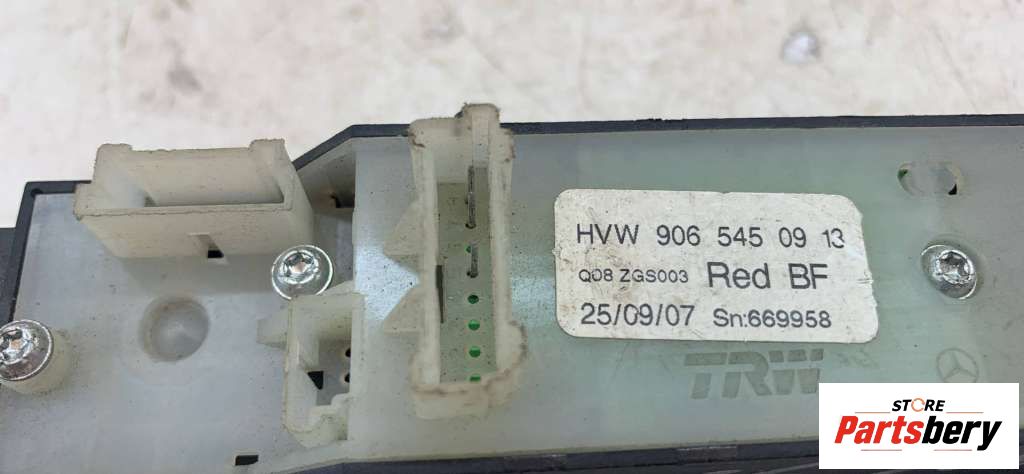 HVW 906 545 09 13
Q08 ZGS003 Red BF
25/09/07 Sn:669958
TRW
STORE
Partsbery